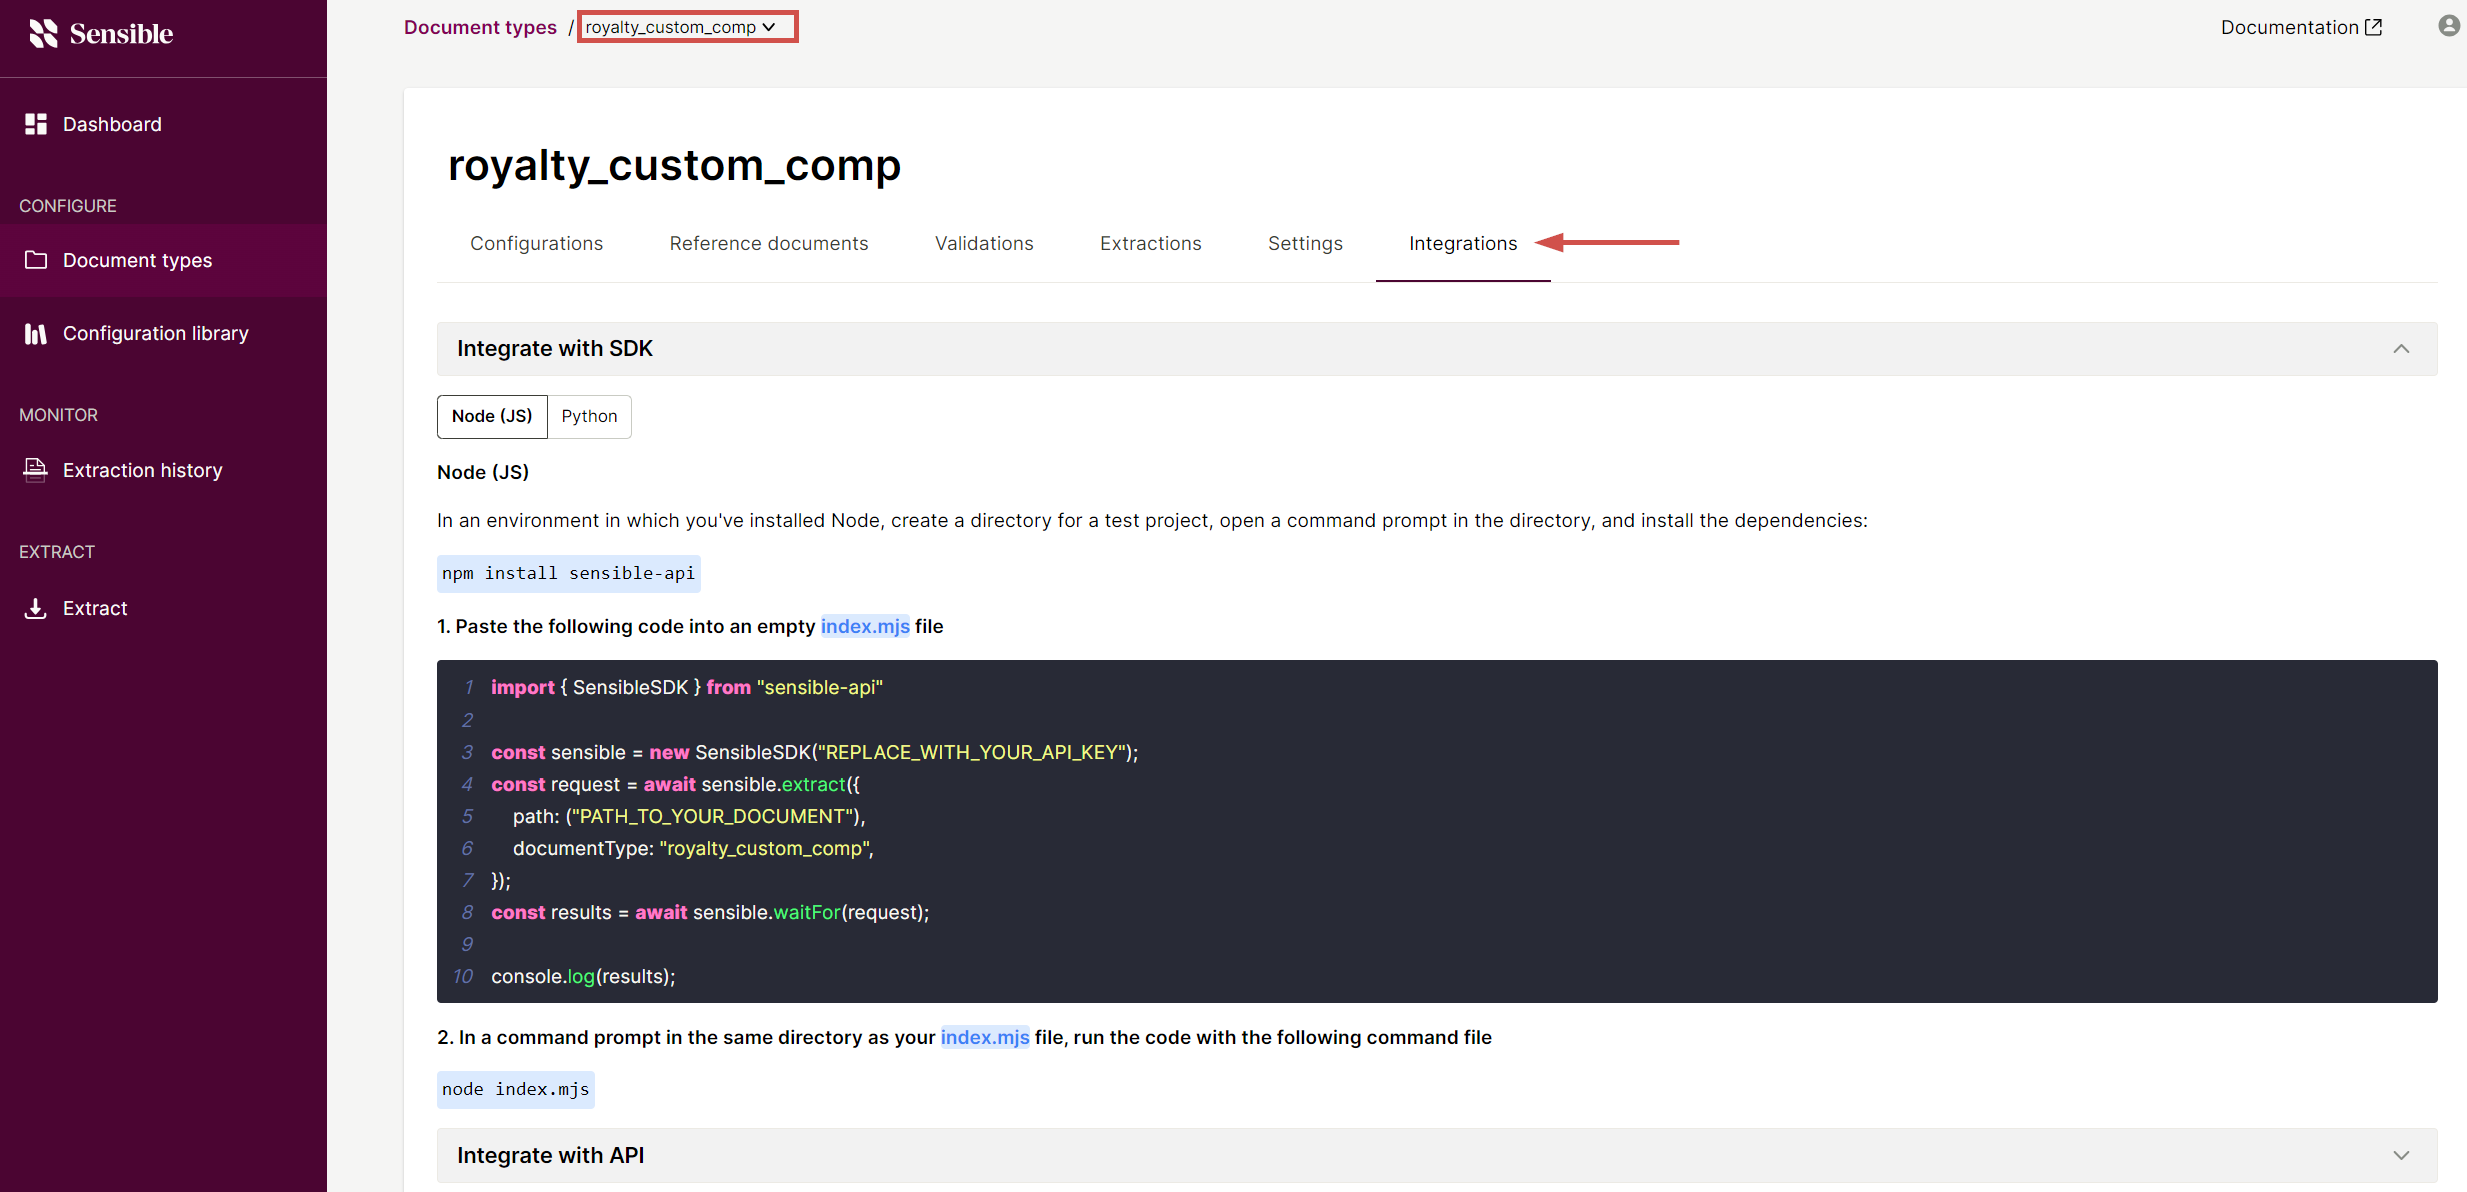 Sensible
Document types / royalty_custom_comp
Documentation
Dashboard
CONFIGURE
Document types
Configuration library
MONITOR
Extraction history
EXTRACT
Extract
royalty_custom_comp
Configurations Reference documents Validations Extractions Settings Integrations
Integrate with SDK
Node (JS) Python
Node (JS)
In an environment in which you've installed Node, create a directory for a test project, open a command prompt in the directory, and install the dependencies:
npm install sensible-api
1. Paste the following code into an empty index.mjs file
1 import { SensibleSDK } from "sensible-api"
2
3 const sensible = new SensibleSDK("REPLACE_WITH_YOUR_API_KEY");
4 const request = await sensible.extract({
5 path: ("PATH_TO_YOUR_DOCUMENT"),
6 documentType: "royalty_custom_comp",
7 });
8 const results = await sensible.waitFor(request);
9
10 console.log(results);
2. In a command prompt in the same directory as your index.mjs file, run the code with the following command file
node index.mjs
Integrate with API